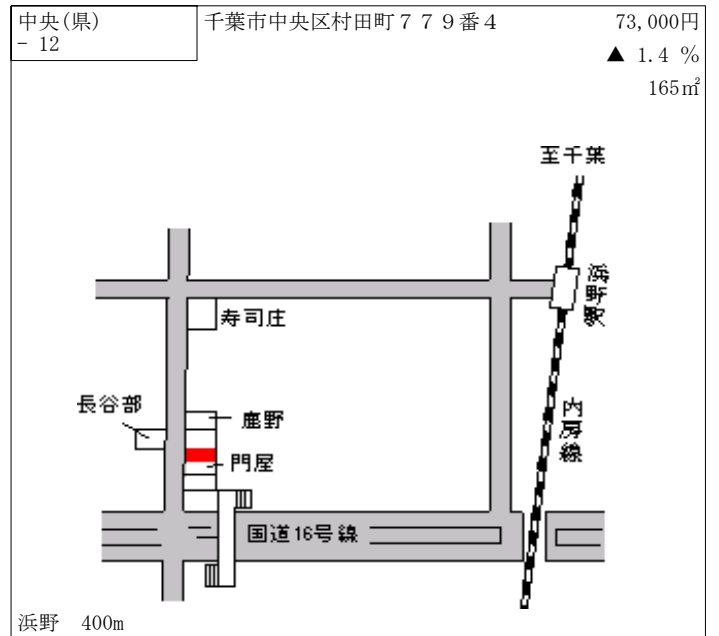 中央(県)
- 12
千葉市中央区村田町７７９番4
73,000円
▲ 1.4 %
165㎡
至千葉
浜野駅
寿司庄
長谷部
鹿野
内房線
門屋
国道16号線
浜野 400m